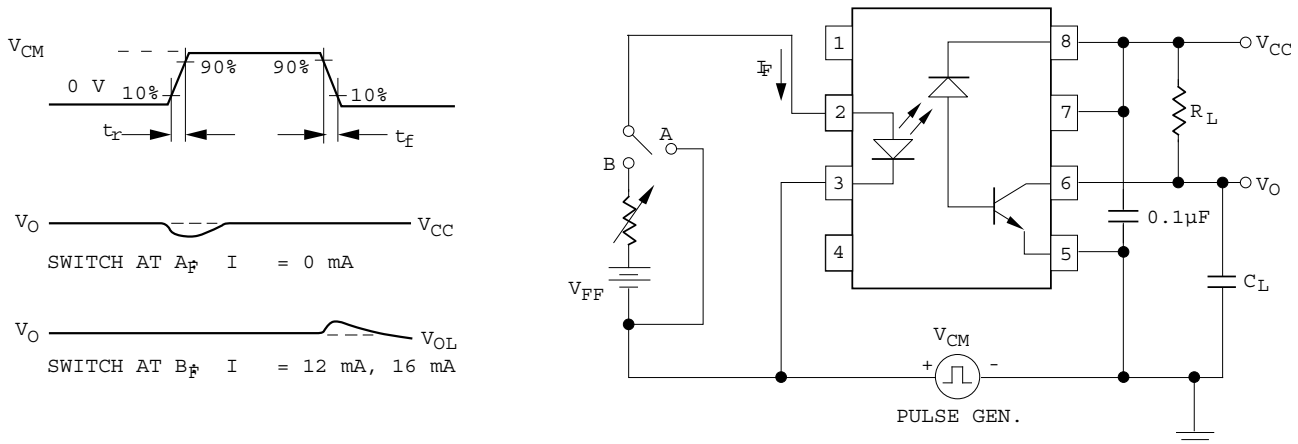 V_CM
0 V
10%
90%
90%
10%
t_r
t_f
V_O
V_CC
SWITCH AT A: I_F = 0 mA
V_O
V_OL
SWITCH AT B: I_F = 12 mA, 16 mA
I_F
A
B
V_FF
1
2
3
4
8
7
6
5
V_CC
R_L
V_O
0.1µF
C_L
V_CM
+
-
PULSE GEN.